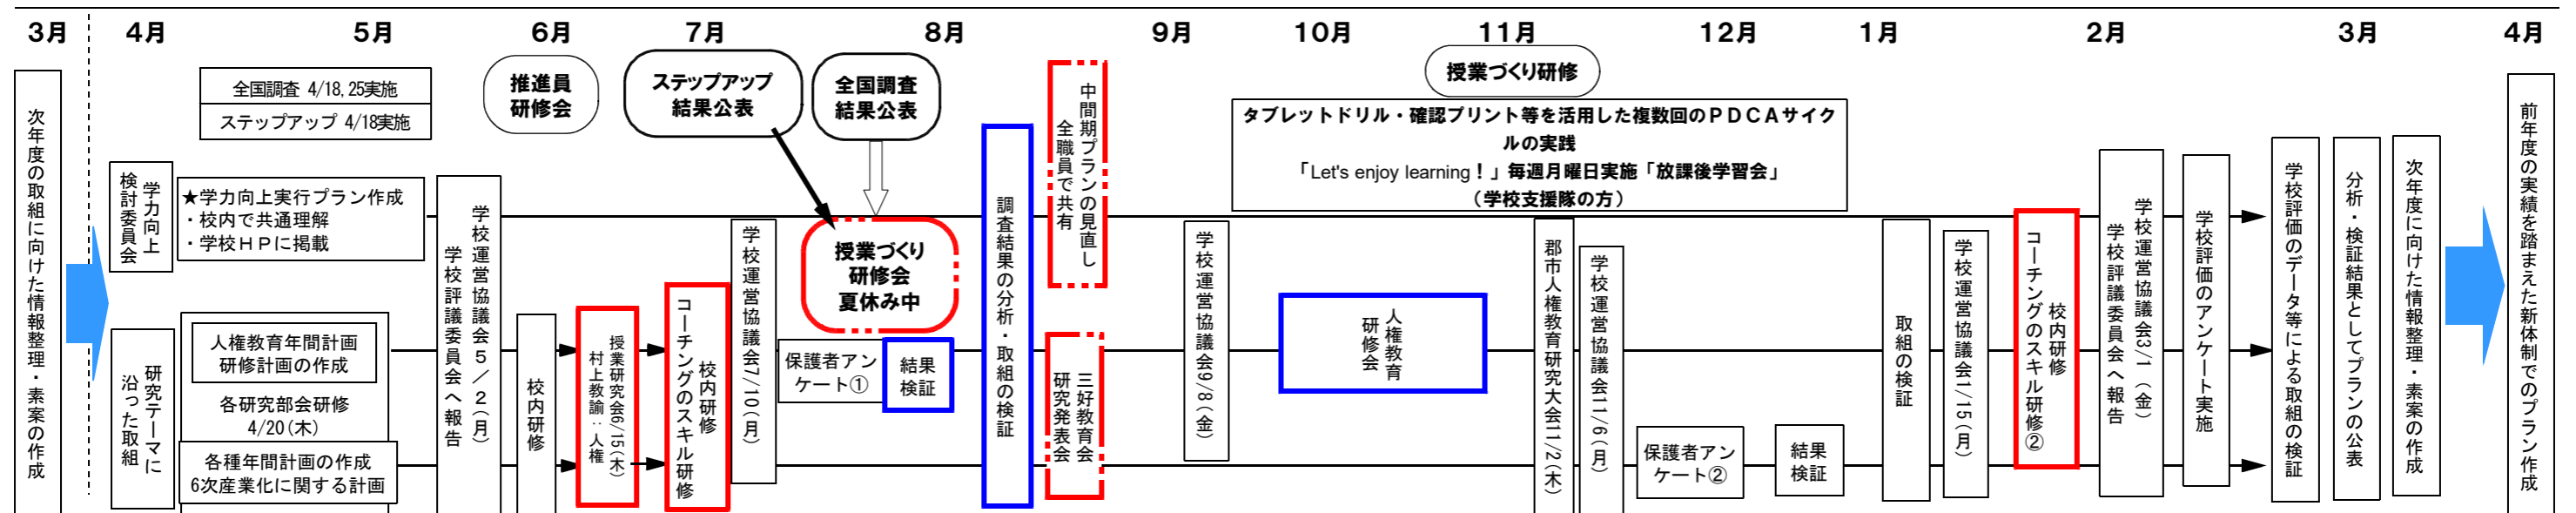 3月
4月
5月
6月
7月
8月
9月
10月
11月
12月
1月
2月
3月
4月
次年度の取組に向けた情報整理・素案の作成
全国調査 4/18,25実施
ステップアップ 4/18実施
学力向上
検討委員会
★学力向上実行プラン作成
・校内で共通理解
・学校HPに掲載
研究テーマに
沿った取組
人権教育年間計画
研修計画の作成
各研究部会研修
4/20(木)
各種年間計画の作成
6次産業化に関する計画
学校運営協議会5/2(月)
学校評議委員会へ報告
推進員
研修会
校内研修
授業研究会6/15(木)
村上教諭:人権
ステップアップ
結果公表
校内研修
コーチングのスキル研修
学校運営協議会7/10(月)
全国調査
結果公表
授業づくり
研修会
夏休み中
保護者アン
ケート①
結果
検証
調査結果の分析・取組の検証
中間期プランの見直し
全職員で共有
三好教育会
研究発表会
学校運営協議会9/8(金)
授業づくり研修
タブレットドリル・確認プリント等を活用した複数回のPDCAサイク
ルの実践
「Let's enjoy learning!」毎週月曜日実施「放課後学習会」
(学校支援隊の方)
人権教育
研修会
郡市人権教育研究大会11/2(木)
学校運営協議会11/6(月)
保護者アン
ケート②
結果
検証
取組の検証
学校運営協議会1/15(月)
校内研修
コーチングのスキル研修②
学校運営協議会3/1(金)
学校評議委員会へ報告
学校評価のアンケート実施
学校評価のデータ等による取組の検証
分析・検証結果としてプランの公表
次年度に向けた情報整理・素案の作成
前年度の実績を踏まえた新体制でのプラン作成